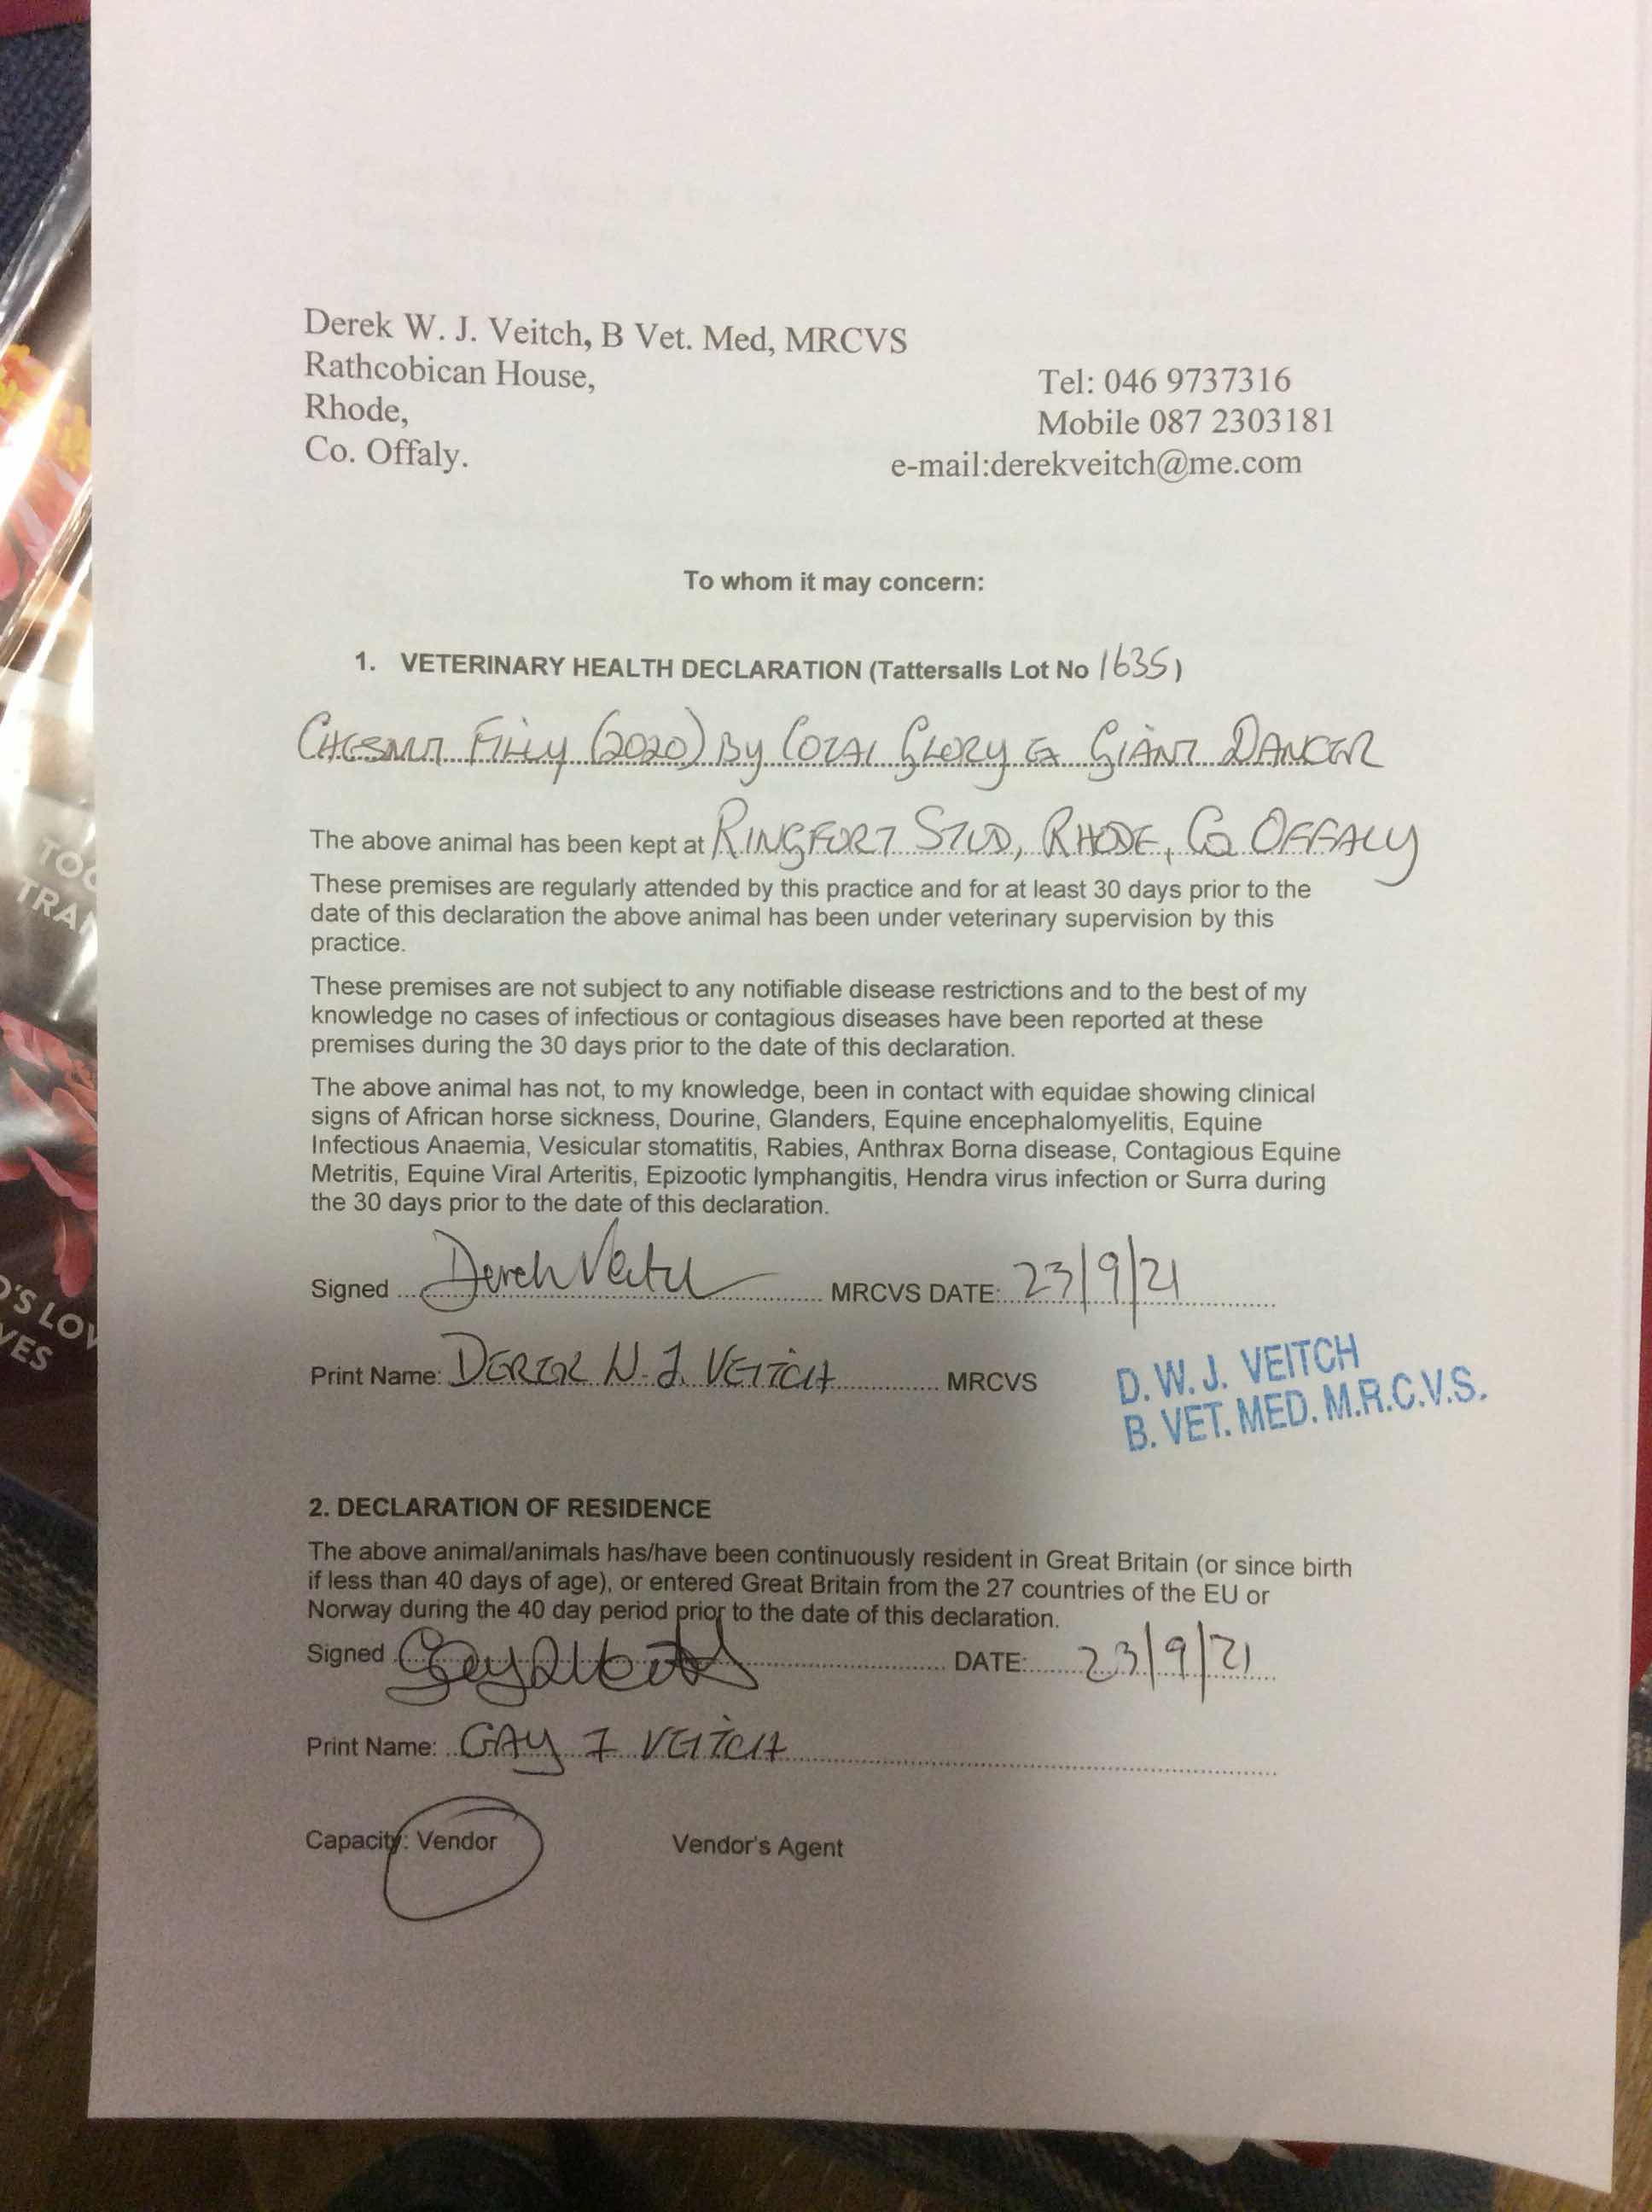 Derek W. J. Veitch, B Vet. Med, MRCVS
Rathcobican House,
Rhode,
Co. Offaly.
Tel: 046 9737316
Mobile 087 2303181
e-mail:derekveitch@me.com
To whom it may concern:
1. VETERINARY HEALTH DECLARATION (Tattersalls Lot No 1635)
CHESNUT FILLY (2020) BY COTAI GLORY EX GIANT DANCER
The above animal has been kept at RINGFORT STUD, RHODE, CO OFFALY
These premises are regularly attended by this practice and for at least 30 days prior to the
date of this declaration the above animal has been under veterinary supervision by this
practice.
These premises are not subject to any notifiable disease restrictions and to the best of my
knowledge no cases of infectious or contagious diseases have been reported at these
premises during the 30 days prior to the date of this declaration.
The above animal has not, to my knowledge, been in contact with equidae showing clinical
signs of African horse sickness, Dourine, Glanders, Equine encephalomyelitis, Equine
Infectious Anaemia, Vesicular stomatitis, Rabies, Anthrax Borna disease, Contagious Equine
Metritis, Equine Viral Arteritis, Epizootic lymphangitis, Hendra virus infection or Surra during
the 30 days prior to the date of this declaration.
Signed Derek Veitch MRCVS DATE: 23/9/21
Print Name: DEREK W. J. VEITCH MRCVS
D. W. J. VEITCH
B. VET. MED. M.R.C.V.S.
2. DECLARATION OF RESIDENCE
The above animal/animals has/have been continuously resident in Great Britain (or since birth
if less than 40 days of age), or entered Great Britain from the 27 countries of the EU or
Norway during the 40 day period prior to the date of this declaration.
Signed Gay Veitch DATE: 23/9/21
Print Name: GAY J VEITCH
Capacity: Vendor Vendor's Agent